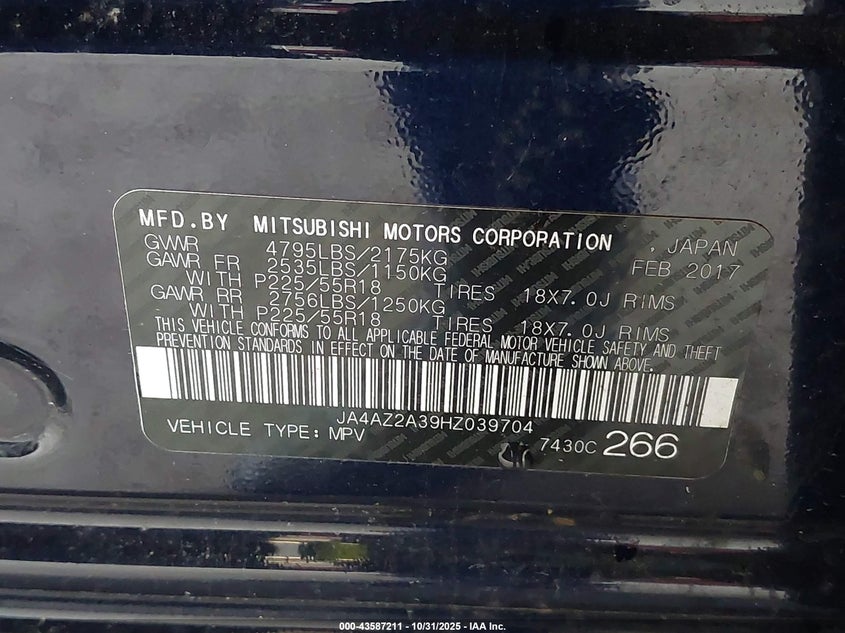 MFD.BY MITSUBISHI MOTORS CORPORATION , JAPAN
GVWR 4795LBS/2175KG FEB 2017
GAWR FR 2535LBS/1150KG
WITH P225/55R18 TIRES 18X7.0J RIMS
GAWR RR 2756LBS/1250KG
WITH P225/55R18 TIRES 18X7.0J RIMS
THIS VEHICLE CONFORMS TO ALL APPLICABLE FEDERAL MOTOR VEHICLE SAFETY AND THEFT
PREVENTION STANDARDS IN EFFECT ON THE DATE OF MANUFACTURE SHOWN ABOVE.
JA4AZ2A39HZ039704
VEHICLE TYPE: MPV 7430C 266
000-43587211 - 10/31/2025 - IAA Inc.